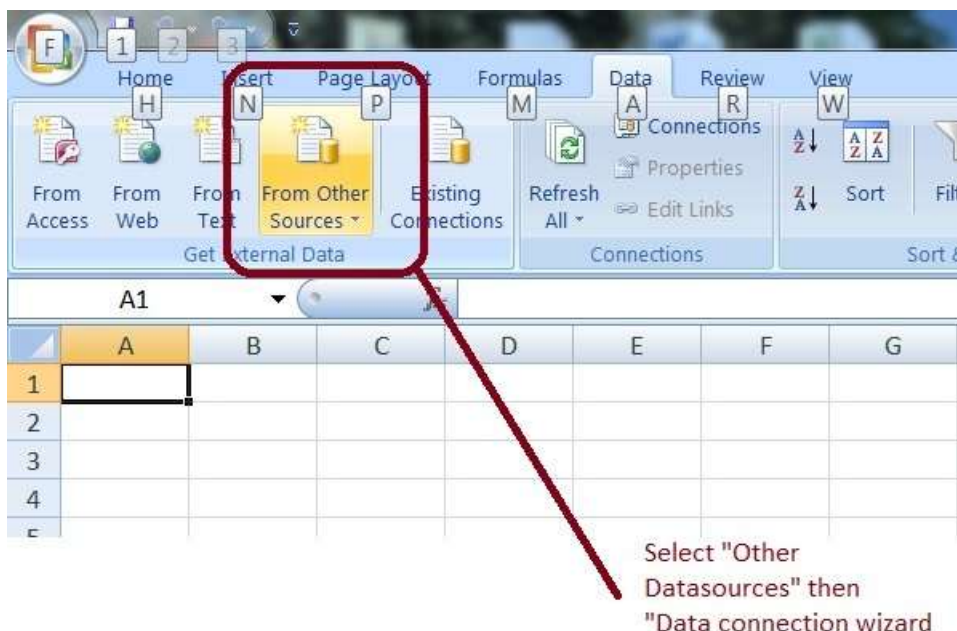 F 1 2 3
Home Insert Page Layout Formulas Data Review View
H N P M A R W
From Access
From Web
From Text
From Other Sources
Existing Connections
Refresh All
Connections
Properties
Edit Links
A Z
Z A
A Z
Z A
Sort
Get External Data Connections Sort &
A1
A B C D E F G
1
2
3
4
Select "Other
Datasources" then
"Data connection wizard